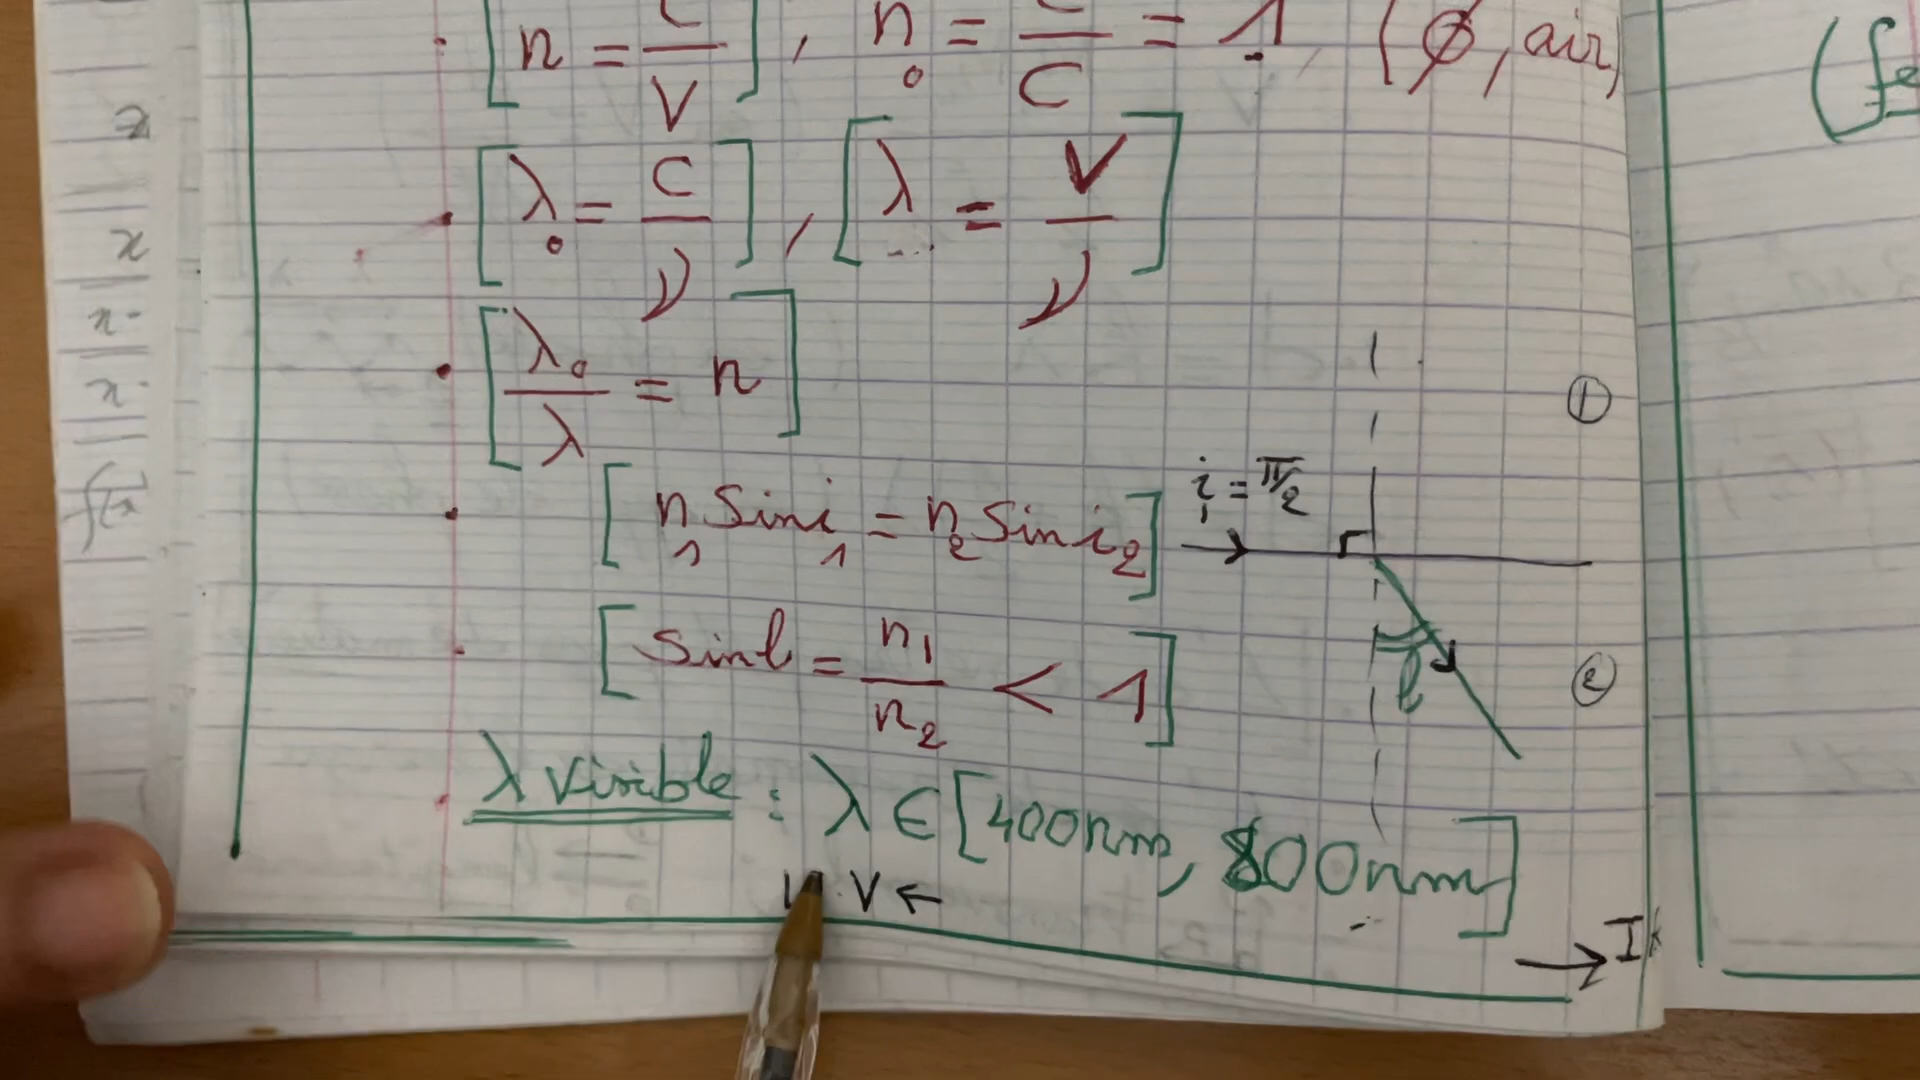 [n = C/V], n₀ = C/C = 1, (∅, air)
[λ₀ = C/ν], [λ = V/ν]
[λ₀/λ = n]
[n₁ Sin i₁ = n₂ Sin i₂]
i₁ = π/2
[Sin l = n₁/n₂ < 1]
①
②
l
λ visible : λ ∈ [400nm, 800nm]
V ←
→ I
(fe
x
x
x